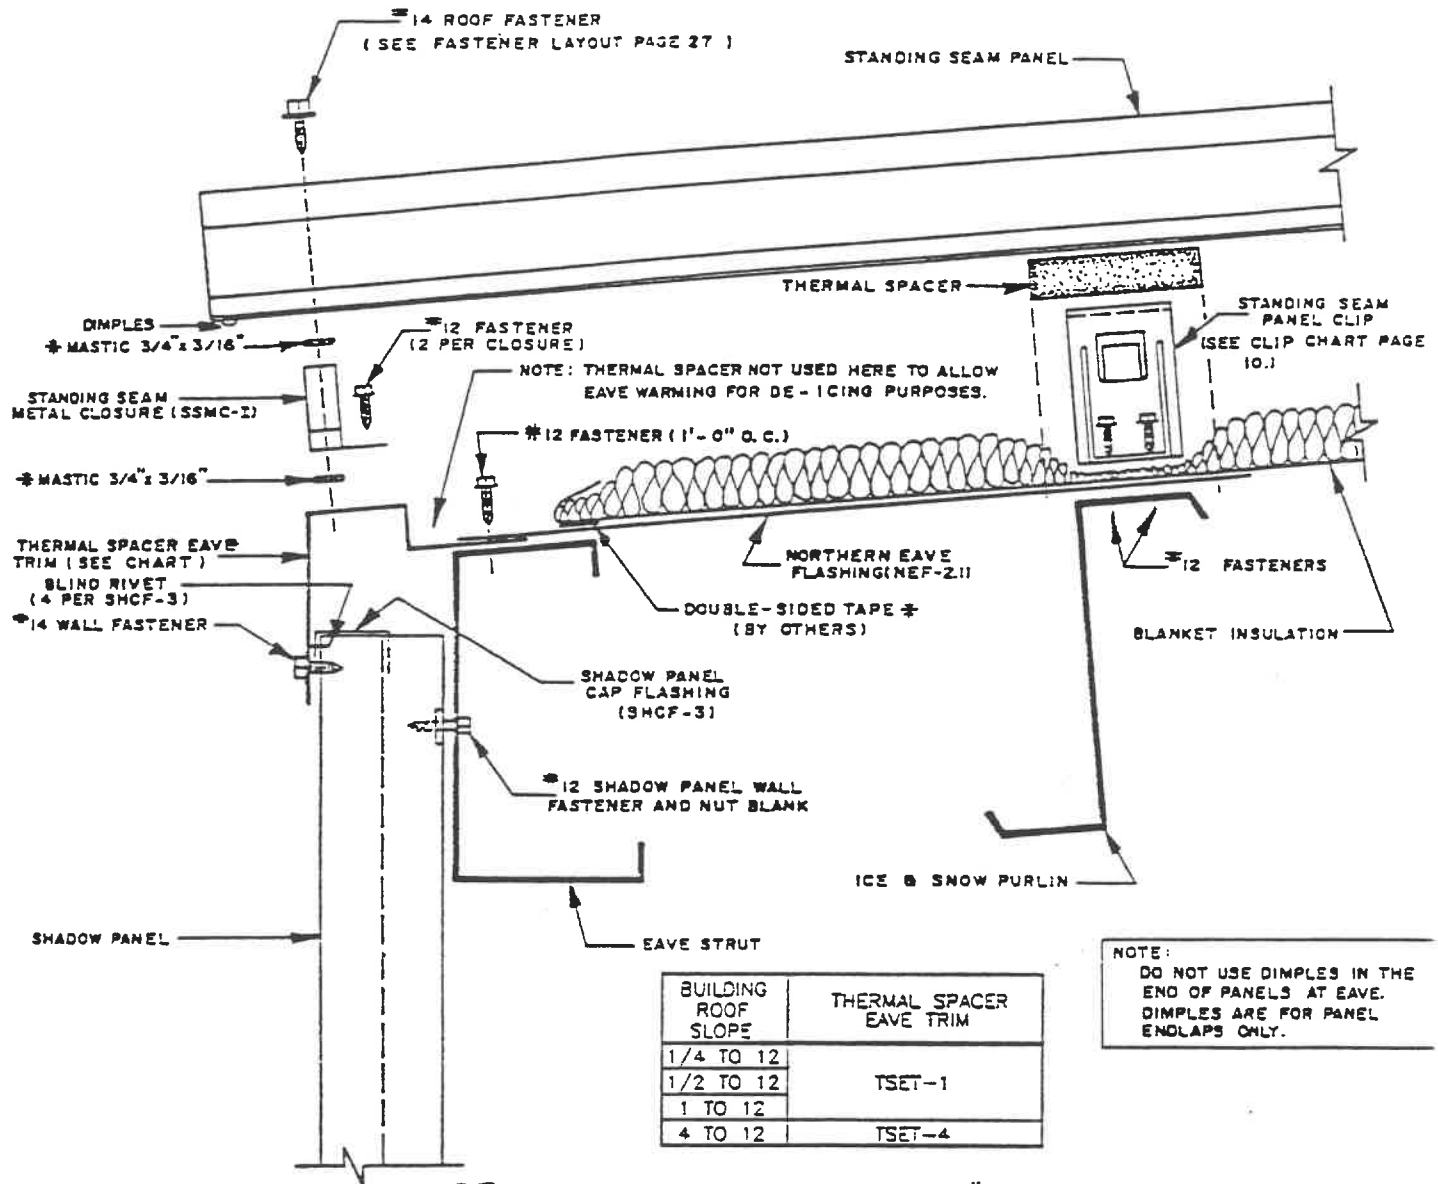 #14 ROOF FASTENER
(SEE FASTENER LAYOUT PAGE 27 )
STANDING SEAM PANEL
THERMAL SPACER
STANDING SEAM
PANEL CLIP
(SEE CLIP CHART PAGE
10.)
DIMPLES
* MASTIC 3/4"x 3/16"
#12 FASTENER
(2 PER CLOSURE)
NOTE: THERMAL SPACER NOT USED HERE TO ALLOW
EAVE WARMING FOR DE-ICING PURPOSES.
STANDING SEAM
METAL CLOSURE (SSMC-I)
#12 FASTENER (1'-0" O.C.)
* MASTIC 3/4"x 3/16"
THERMAL SPACER EAVE
TRIM (SEE CHART)
BLIND RIVET
(4 PER SHCF-3)
#14 WALL FASTENER
NORTHERN EAVE
FLASHING(NEF-21)
#12 FASTENERS
DOUBLE-SIDED TAPE *
(BY OTHERS)
BLANKET INSULATION
SHADOW PANEL
CAP FLASHING
(SHCF-3)
#12 SHADOW PANEL WALL
FASTENER AND NUT BLANK
ICE & SNOW PURLIN
SHADOW PANEL
EAVE STRUT
NOTE:
DO NOT USE DIMPLES IN THE
END OF PANELS AT EAVE.
DIMPLES ARE FOR PANEL
ENDLAPS ONLY.
BUILDING
ROOF
SLOPE
THERMAL SPACER
EAVE TRIM
1/4 TO 12
1/2 TO 12
1 TO 12
TSET-1
4 TO 12
TSET-4